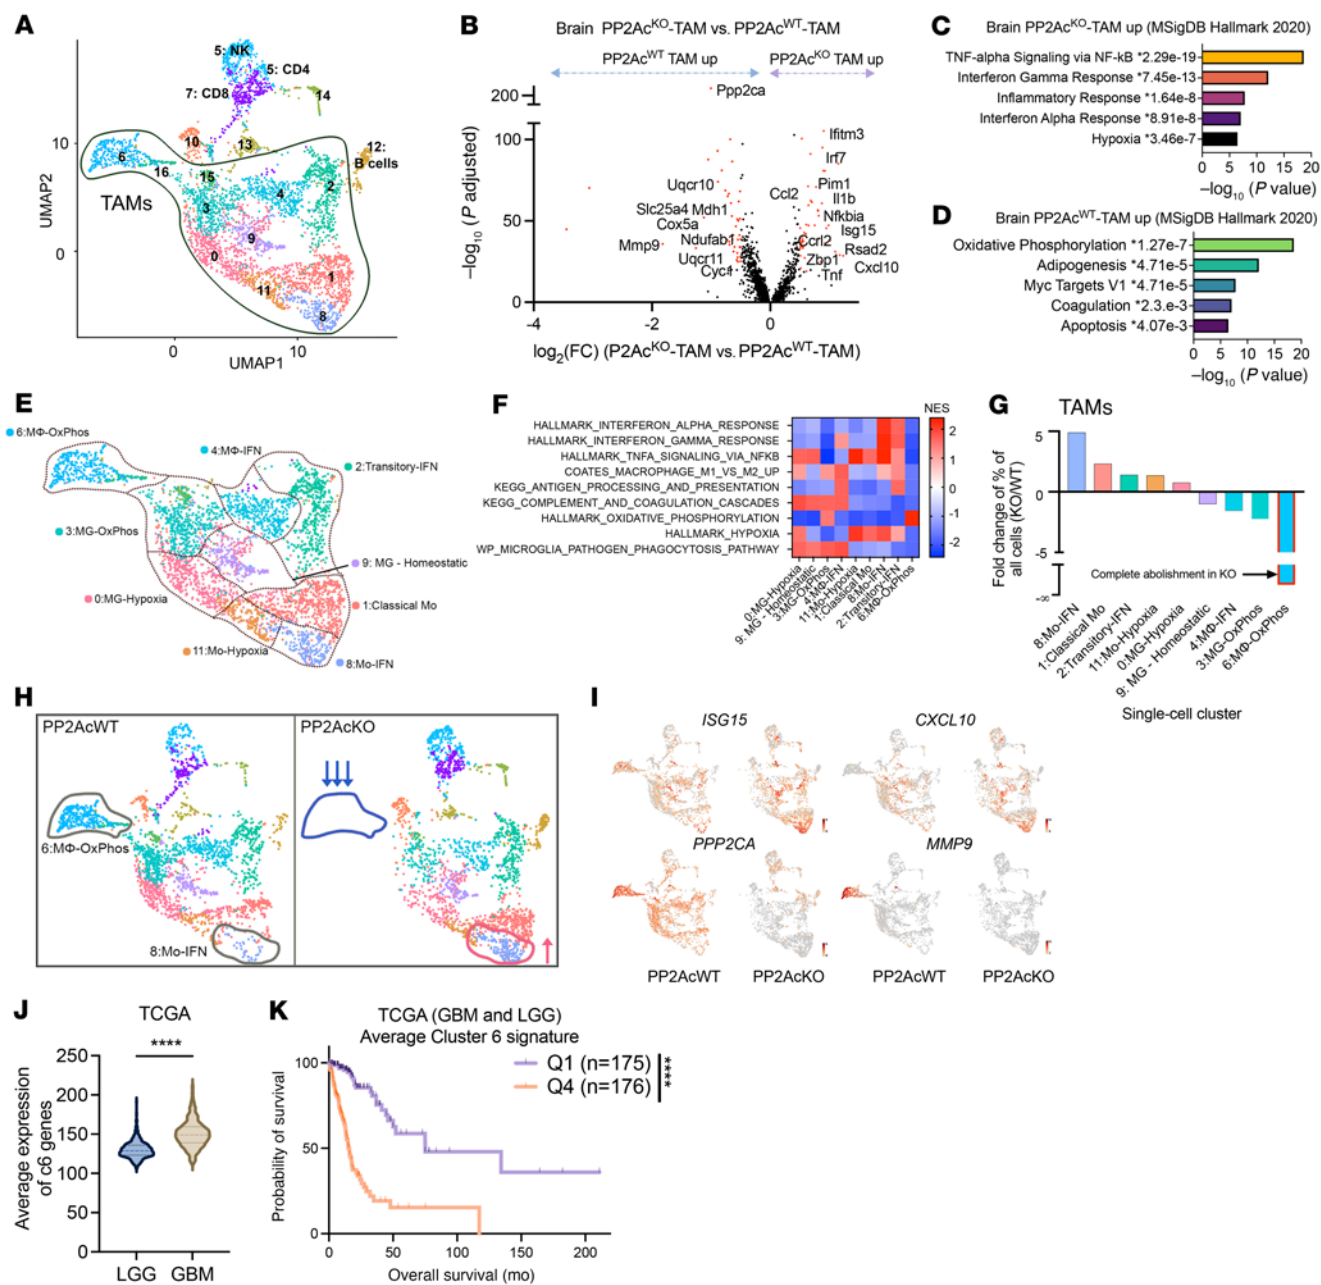 A
5: NK
5: CD4
7: CD8
14
10
13
12:
B cells
6
16
15
2
TAMs
3
4
9
0
1
11
8
10
0
UMAP2
0
10
UMAP1
B
Brain PP2Ac^KO-TAM vs. PP2Ac^WT-TAM
PP2Ac^WT TAM up
PP2Ac^KO TAM up
200
100
50
0
–log10 (P adjusted)
Ppp2ca
Ifitm3
Irf7
Uqcr10
Ccl2
Pim1
Il1b
Slc25a4
Mdh1
Nfkbia
Cox5a
Isg15
Mmp9
Ndufab1
Ccrl2
Rsad2
Uqcr11
Zbp1
Cyc1
Tnf
Cxcl10
-4
-2
0
log2(FC) (P2Ac^KO-TAM vs. PP2Ac^WT-TAM)
C
Brain PP2Ac^KO-TAM up (MSigDB Hallmark 2020)
TNF-alpha Signaling via NF-kB *2.29e-19
Interferon Gamma Response *7.45e-13
Inflammatory Response *1.64e-8
Interferon Alpha Response *8.91e-8
Hypoxia *3.46e-7
0 5 10 15 20
–log10 (P value)
D
Brain PP2Ac^WT-TAM up (MSigDB Hallmark 2020)
Oxidative Phosphorylation *1.27e-7
Adipogenesis *4.71e-5
Myc Targets V1 *4.71e-5
Coagulation *2.3.e-3
Apoptosis *4.07e-3
0 5 10 15 20
–log10 (P value)
E
6:MΦ-OxPhos
4:MΦ-IFN
2:Transitory-IFN
3:MG-OxPhos
9: MG - Homeostatic
0:MG-Hypoxia
1:Classical Mo
11:Mo-Hypoxia
8:Mo-IFN
F
NES
HALLMARK_INTERFERON_ALPHA_RESPONSE
HALLMARK_INTERFERON_GAMMA_RESPONSE
HALLMARK_TNFA_SIGNALING_VIA_NFKB
COATES_MACROPHAGE_M1_VS_M2_UP
KEGG_ANTIGEN_PROCESSING_AND_PRESENTATION
KEGG_COMPLEMENT_AND_COAGULATION_CASCADES
HALLMARK_OXIDATIVE_PHOSPHORYLATION
HALLMARK_HYPOXIA
WP_MICROGLIA_PATHOGEN_PHAGOCYTOSIS_PATHWAY
2
1
0
-1
-2
0:MG-Hypoxia
9: MG - Homeostatic
3:MG-OxPhos
4:MΦ-IFN
11:Mo-Hypoxia
1:Classical Mo
8:Mo-IFN
2:Transitory-IFN
6:MΦ-OxPhos
G
TAMs
5
0
-5
-∞
Fold change of % of
all cells (KO/WT)
Complete abolishment in KO
8:Mo-IFN
1:Classical Mo
2:Transitory-IFN
11:Mo-Hypoxia
0:MG-Hypoxia
9: MG - Homeostatic
4:MΦ-IFN
3:MG-OxPhos
6:MΦ-OxPhos
Single-cell cluster
H
PP2AcWT
PP2AcKO
6:MΦ-OxPhos
8:Mo-IFN
I
ISG15
CXCL10
PPP2CA
MMP9
PP2AcWT
PP2AcKO
PP2AcWT
PP2AcKO
J
TCGA
****
250
200
150
100
50
0
Average expression
of c6 genes
LGG
GBM
K
TCGA (GBM and LGG)
Average Cluster 6 signature
Q1 (n=175)
Q4 (n=176)
****
100
50
0
Probability of survival
0 50 100 150 200
Overall survival (mo)